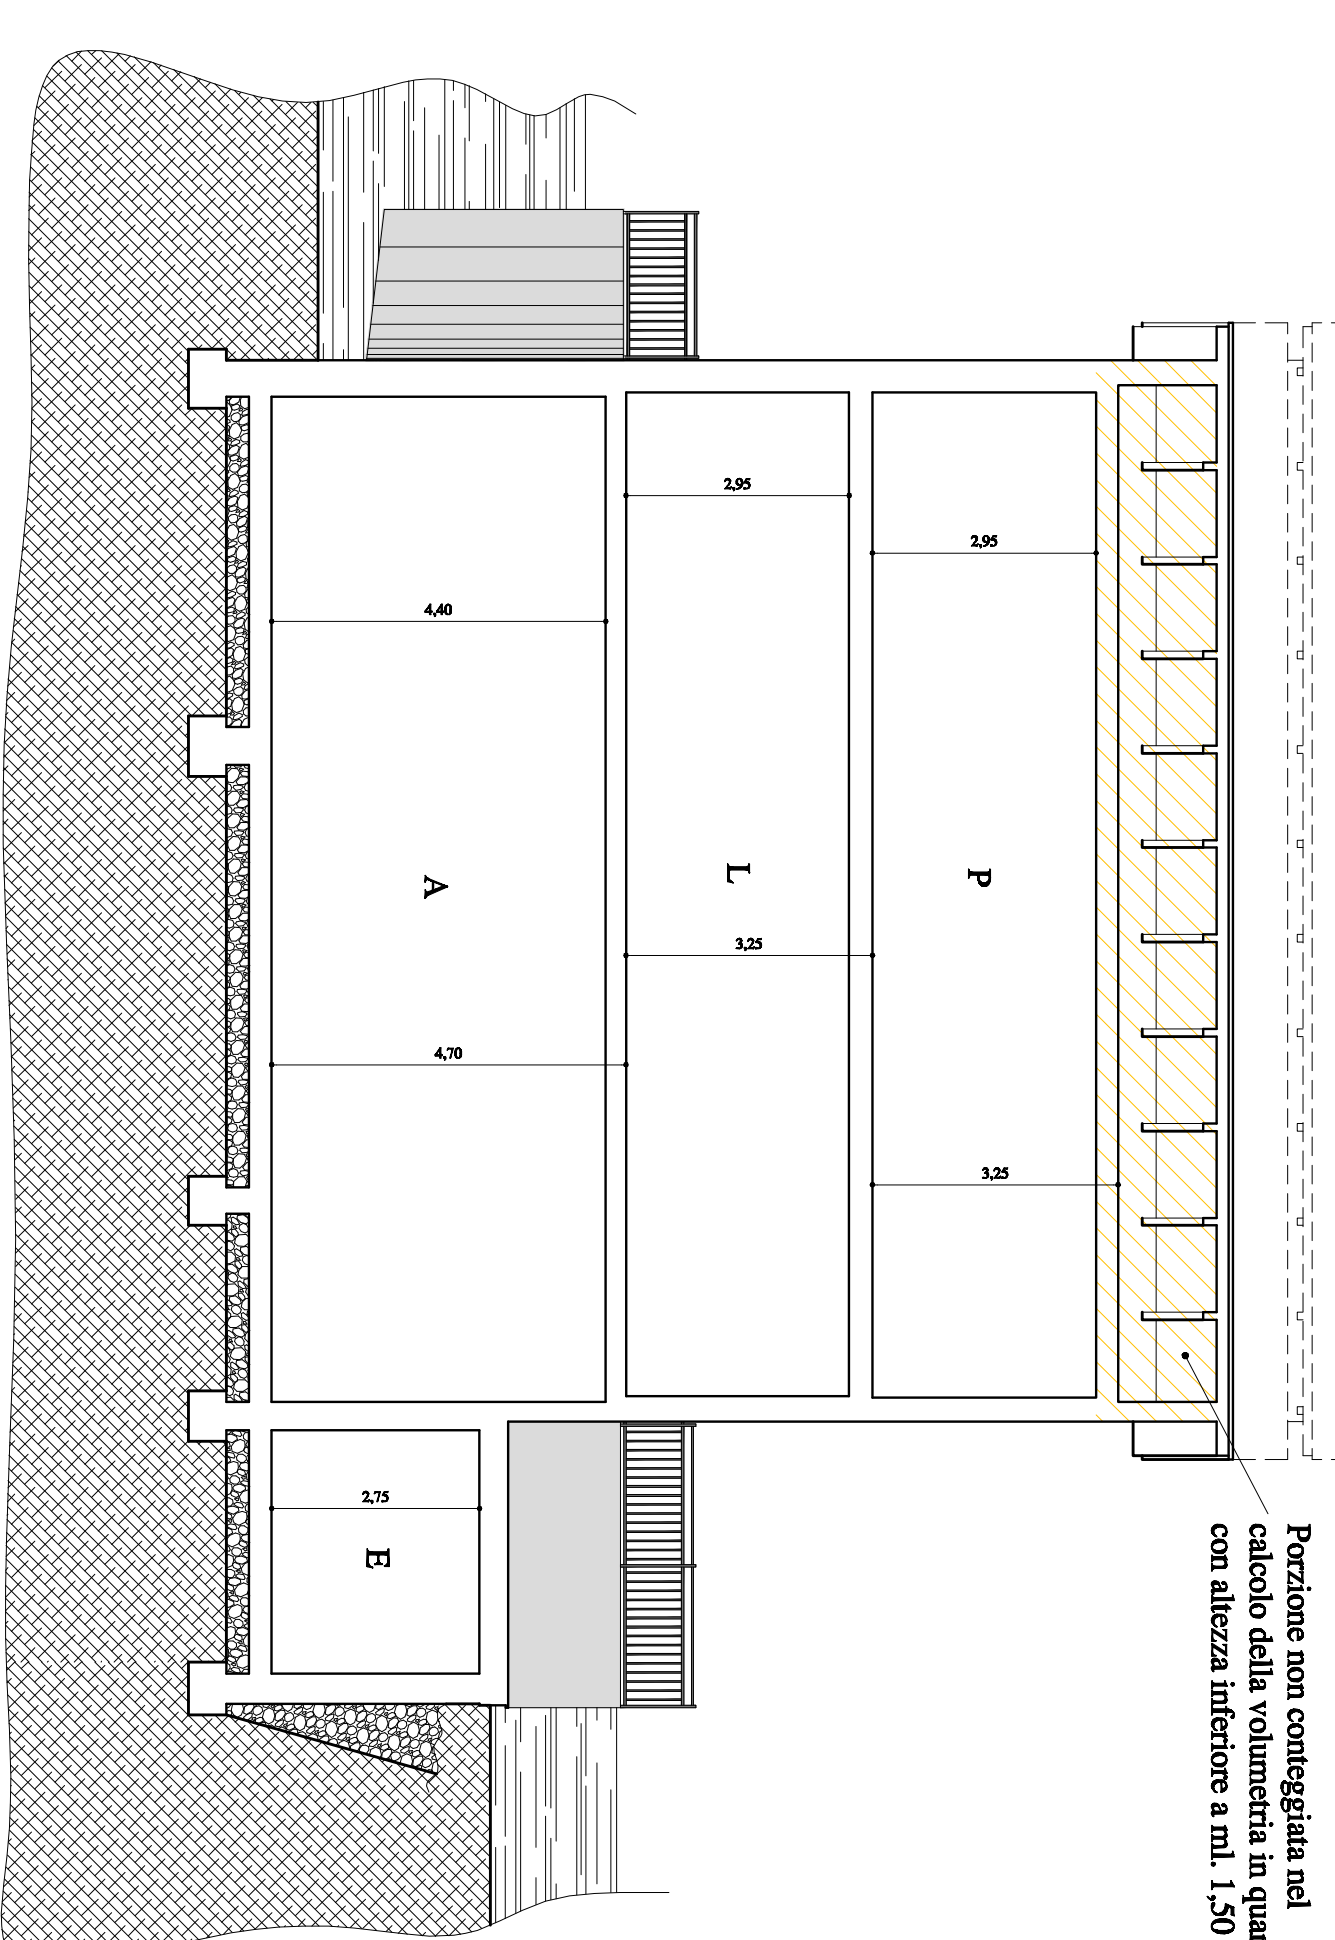 Porzione non conteggiata nel
calcolo della volumetria in
con altezza inferiore a ml. 1,50
P
2,95
3,25
L
2,95
3,25
A
4,40
4,70
E
2,75